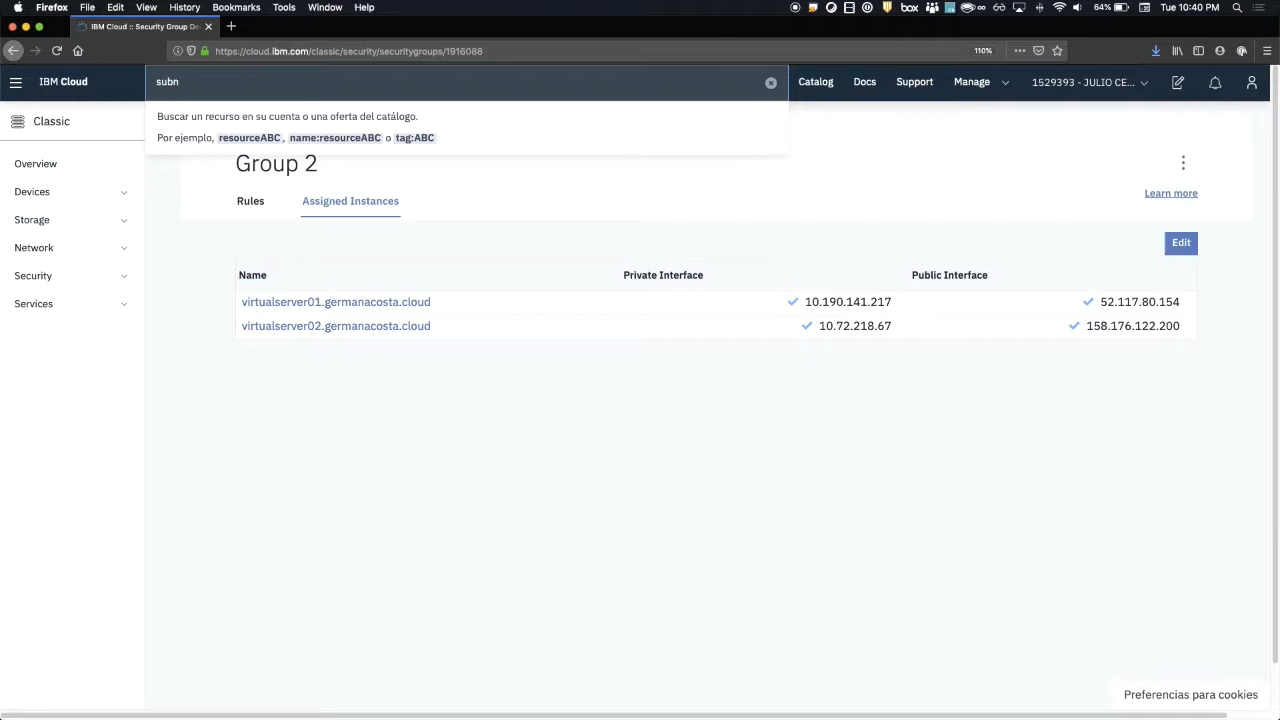 Firefox File Edit View History Bookmarks Tools Window Help
64% Tue 10:40 PM
IBM Cloud :: Security Group De
https://cloud.ibm.com/classic/security/securitygroups/1916088 110%
IBM Cloud subn Catalog Docs Support Manage 1529393 - JULIO CE...
Buscar un recurso en su cuenta o una oferta del catálogo.
Por ejemplo, resourceABC, name:resourceABC o tag:ABC
Classic
Overview
Devices
Storage
Network
Security
Services
Group 2
Learn more
Rules Assigned Instances
Edit
Name Private Interface Public Interface
virtualserver01.germanacosta.cloud 10.190.141.217 52.117.80.154
virtualserver02.germanacosta.cloud 10.72.218.67 158.176.122.200
Preferencias para cookies